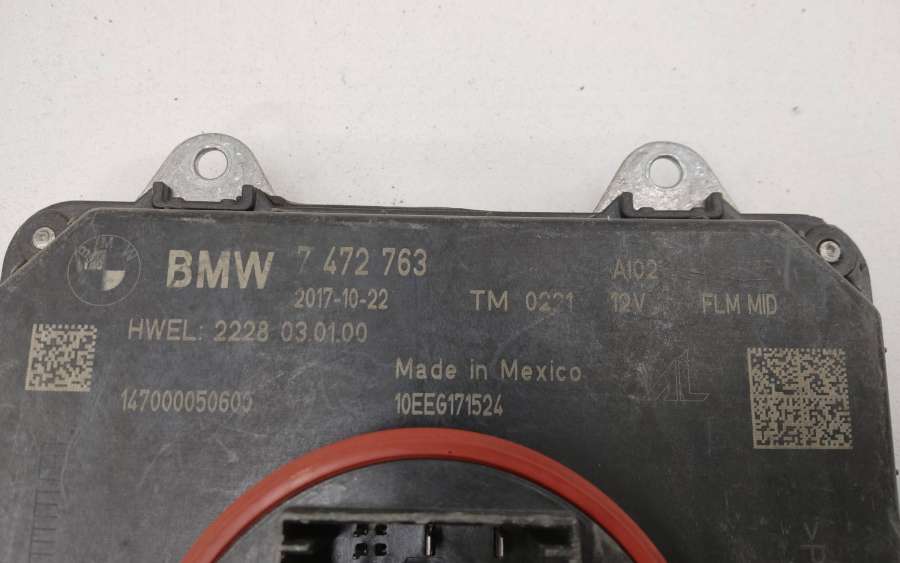 BMW 7 472 763 AI02
2017-10-22 TM 0221 12V FLM MID
HWEL: 2228 03.01.00
Made in Mexico
147000050600 10EEG171524